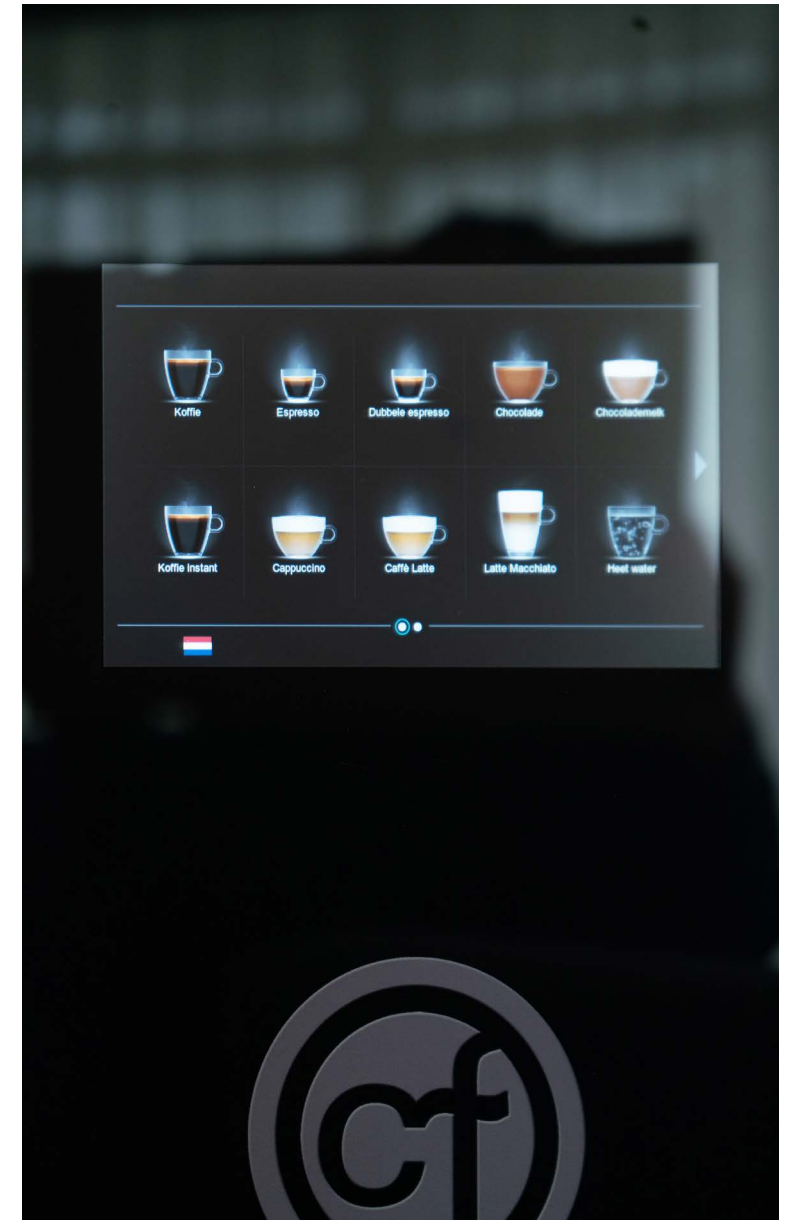 Koffie
Espresso
Dubbele espresso
Chocolade
Chocolademelk
Koffie Instant
Cappuccino
Caffè Latte
Latte Macchiato
Heet water
cf